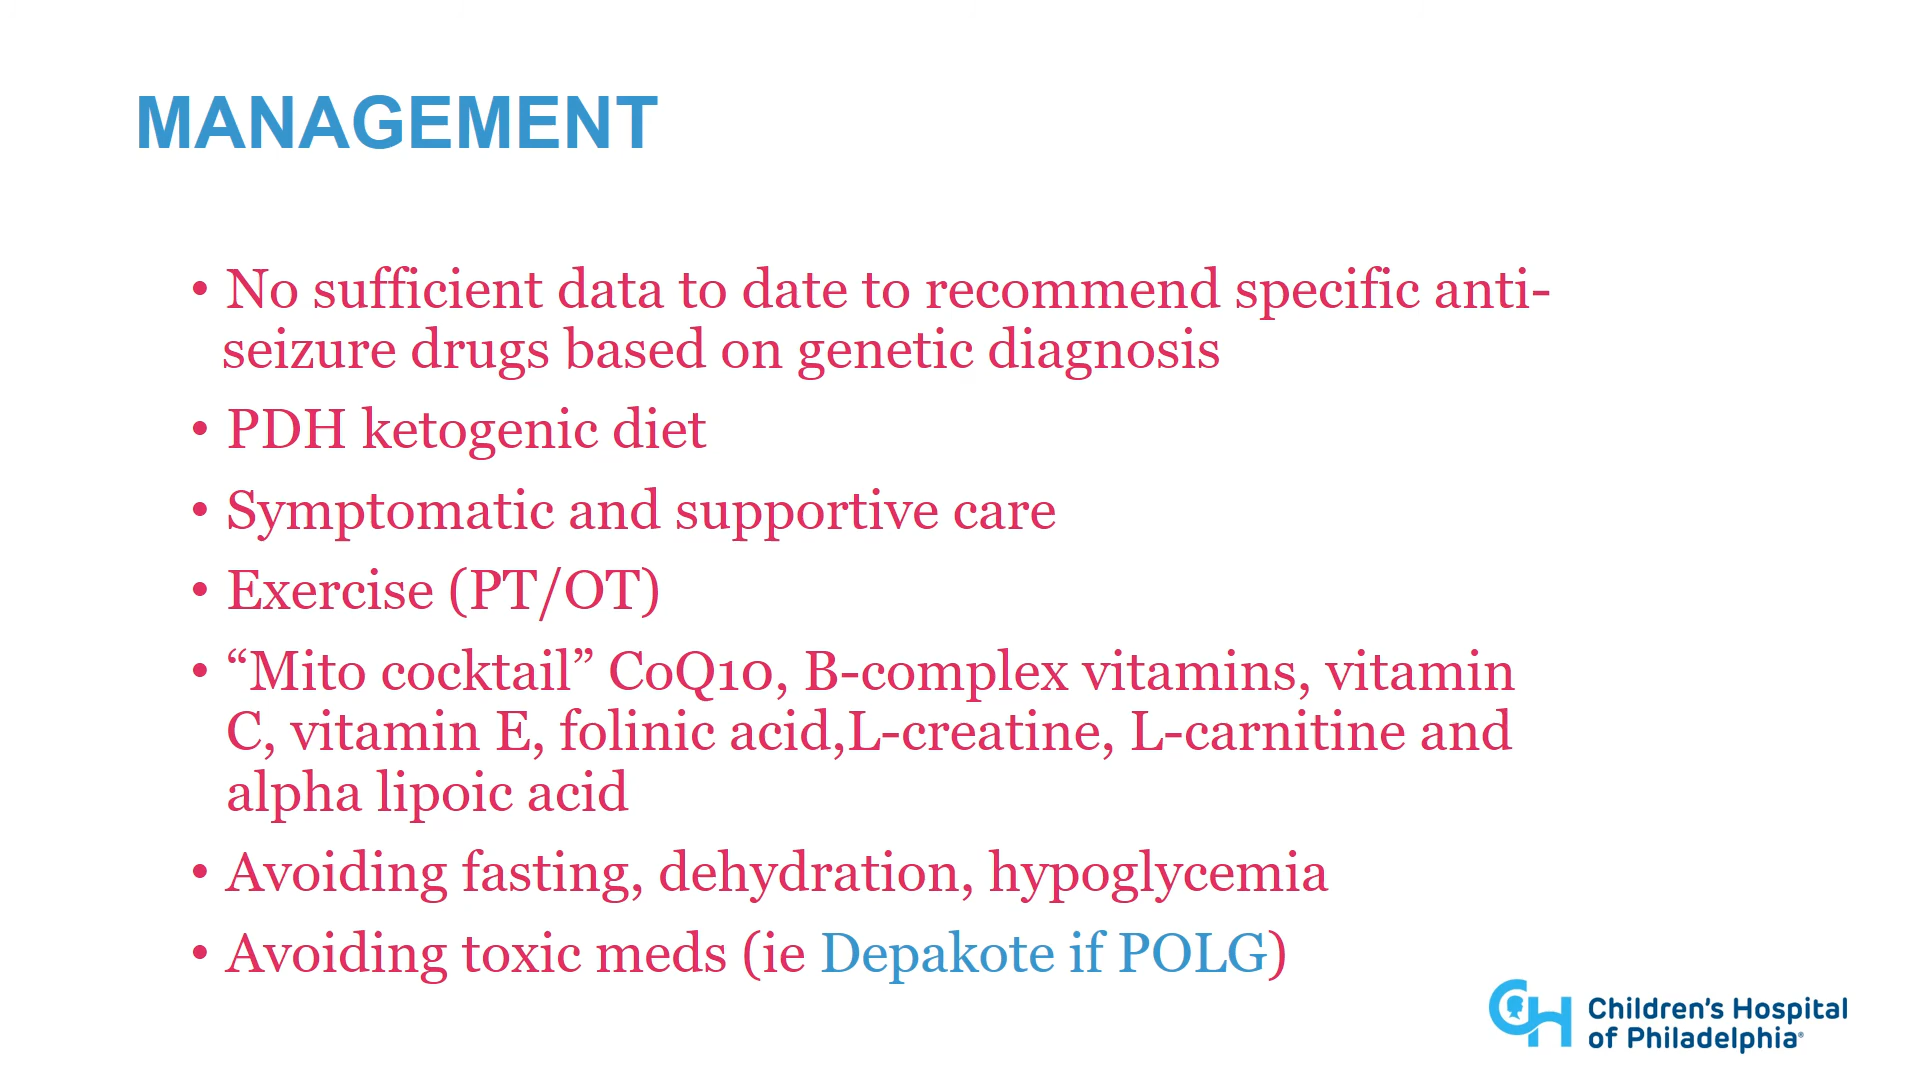 MANAGEMENT
• No sufficient data to date to recommend specific anti-
seizure drugs based on genetic diagnosis
• PDH ketogenic diet
• Symptomatic and supportive care
• Exercise (PT/OT)
• “Mito cocktail” CoQ10, B-complex vitamins, vitamin
C, vitamin E, folinic acid,L-creatine, L-carnitine and
alpha lipoic acid
• Avoiding fasting, dehydration, hypoglycemia
• Avoiding toxic meds (ie Depakote if POLG)
CH Children’s Hospital
of Philadelphia®